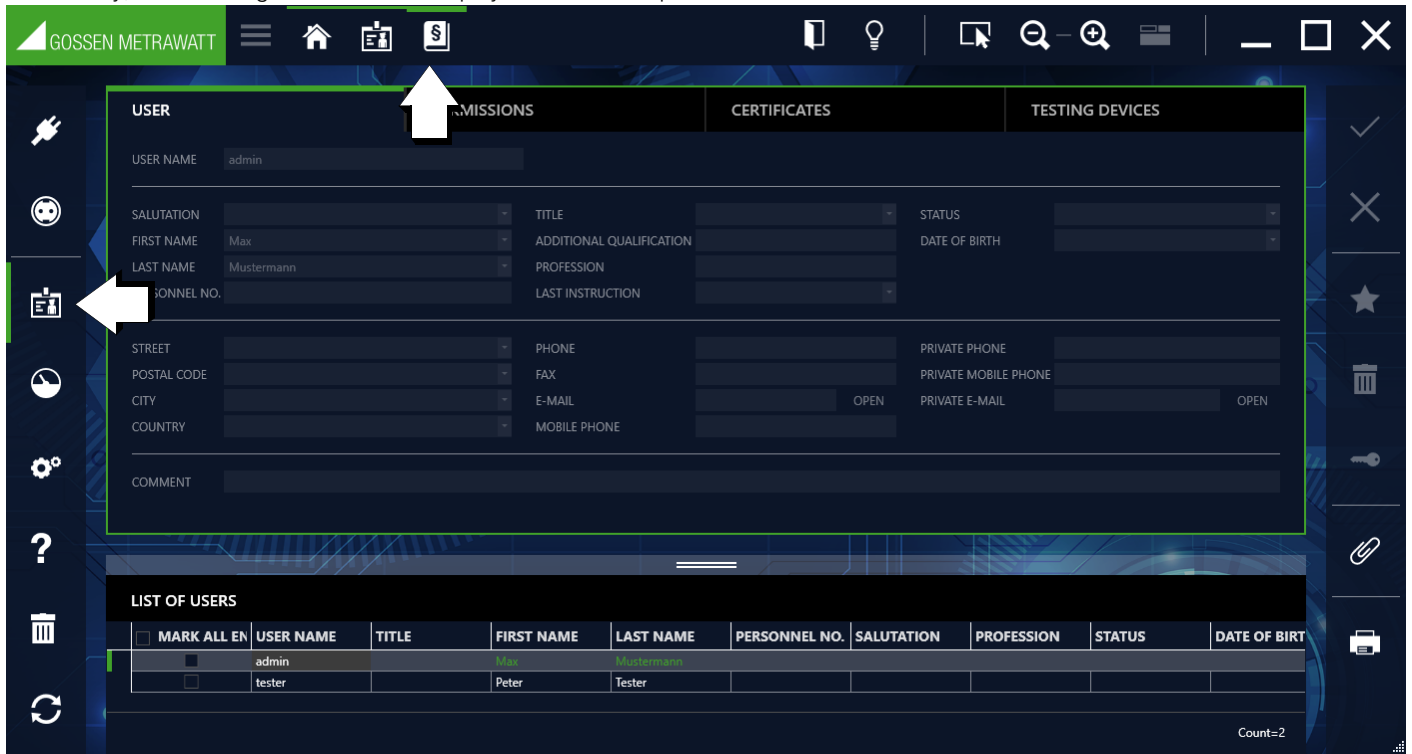 GOSSEN METRAWATT
§
USER
MISSIONS
CERTIFICATES
TESTING DEVICES
USER NAME admin
SALUTATION TITLE STATUS
FIRST NAME Max ADDITIONAL QUALIFICATION DATE OF BIRTH
LAST NAME Mustermann PROFESSION
SONNEL NO. LAST INSTRUCTION
STREET PHONE PRIVATE PHONE
POSTAL CODE FAX PRIVATE MOBILE PHONE
CITY E-MAIL OPEN PRIVATE E-MAIL OPEN
COUNTRY MOBILE PHONE
COMMENT
?
LIST OF USERS
MARK ALL EN USER NAME TITLE FIRST NAME LAST NAME PERSONNEL NO. SALUTATION PROFESSION STATUS DATE OF BIRT
admin Max Mustermann
tester Peter Tester
Count=2